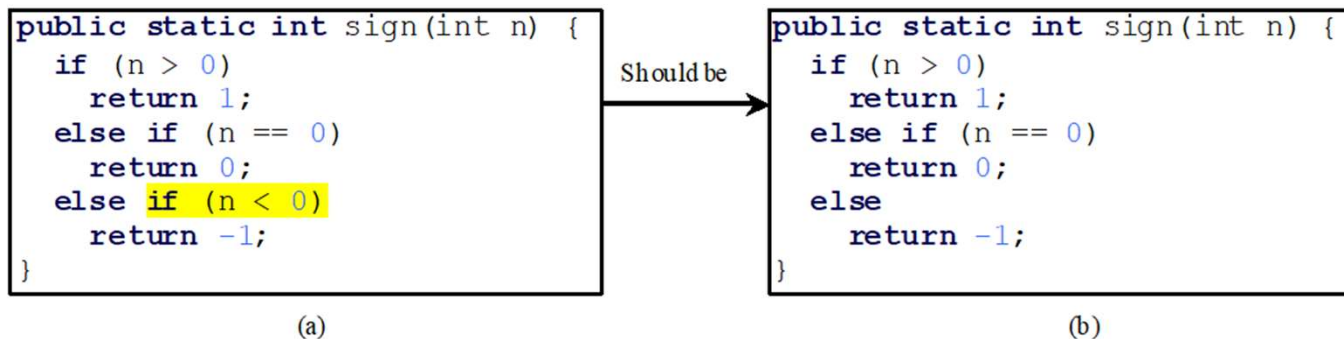 public static int sign(int n) {
  if (n > 0)
    return 1;
  else if (n == 0)
    return 0;
  else if (n < 0)
    return -1;
}
(a)
Should be
public static int sign(int n) {
  if (n > 0)
    return 1;
  else if (n == 0)
    return 0;
  else
    return -1;
}
(b)